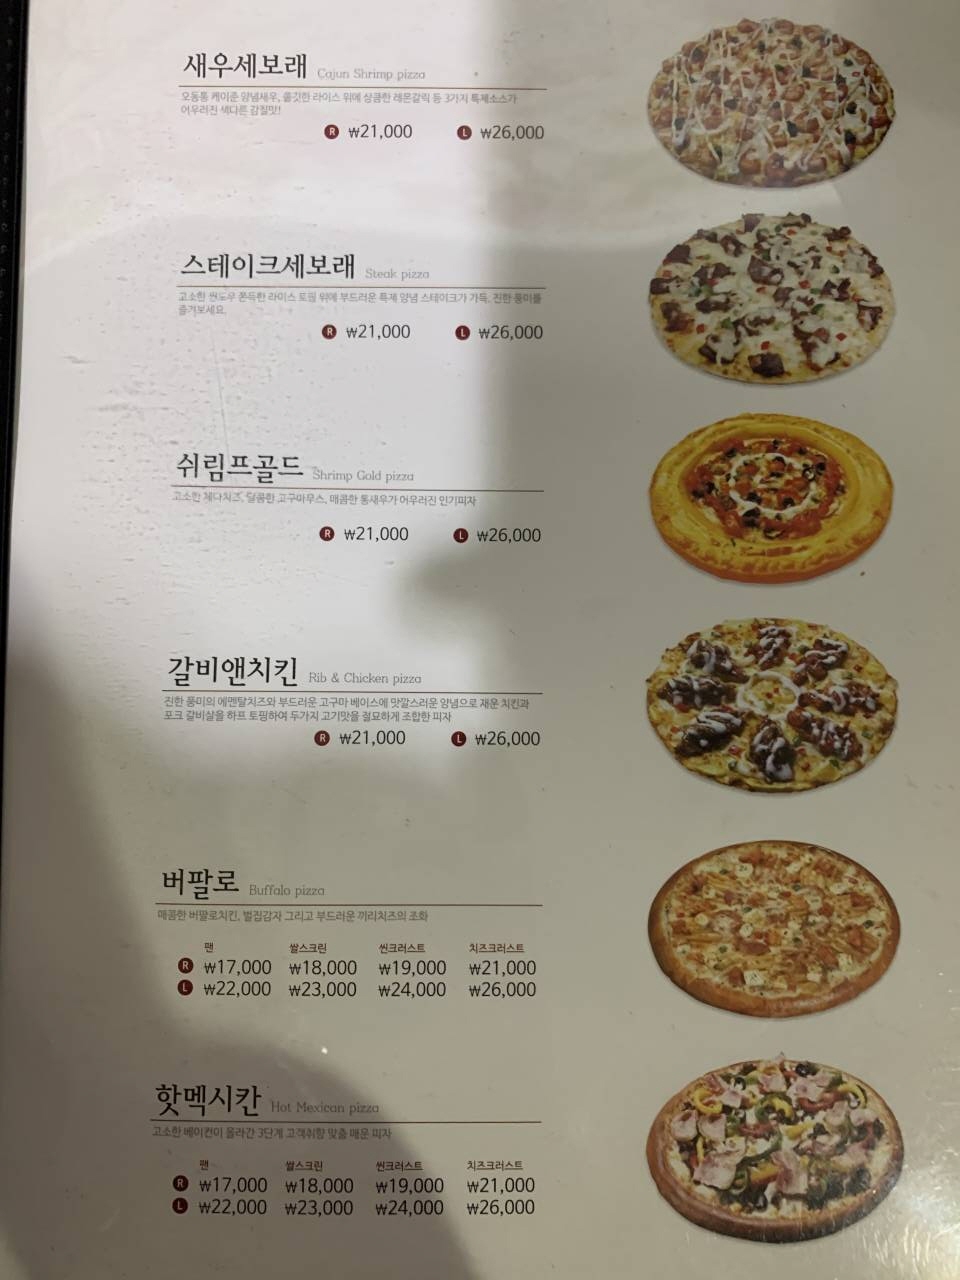 새우세보래 Cajun Shrimp pizza
오동통 케이준 양념새우, 쫄깃한 라이스 위에 상큼한 레몬갈릭 등 3가지 특제소스가
어우러진 색다른 감칠맛!
R ₩21,000 L ₩26,000
스테이크세보래 Steak pizza
고소한 씬도우 쫀득한 라이스 토핑 위에 부드러운 특제 양념 스테이크가 가득. 진한 풍미를
즐겨보세요.
R ₩21,000 L ₩26,000
쉬림프골드 Shrimp Gold pizza
고소한 체다치즈, 달콤한 고구마무스, 매콤한 통새우가 어우러진 인기피자
R ₩21,000 L ₩26,000
갈비앤치킨 Rib & Chicken pizza
진한 풍미의 에멘탈치즈와 부드러운 고구마 베이스에 맛깔스러운 양념으로 재운 치킨과
포크 갈비살을 하프 토핑하여 두가지 고기맛을 절묘하게 조합한 피자
R ₩21,000 L ₩26,000
버팔로 Buffalo pizza
매콤한 버팔로치킨, 벌집감자 그리고 부드러운 끼리치즈의 조화
팬 쌀스크린 씬크러스트 치즈크러스트
R ₩17,000 ₩18,000 ₩19,000 ₩21,000
L ₩22,000 ₩23,000 ₩24,000 ₩26,000
핫멕시칸 Hot Mexican pizza
고소한 베이컨이 올라간 3단계 고객취향 맞춤 매운 피자
팬 쌀스크린 씬크러스트 치즈크러스트
R ₩17,000 ₩18,000 ₩19,000 ₩21,000
L ₩22,000 ₩23,000 ₩24,000 ₩26,000